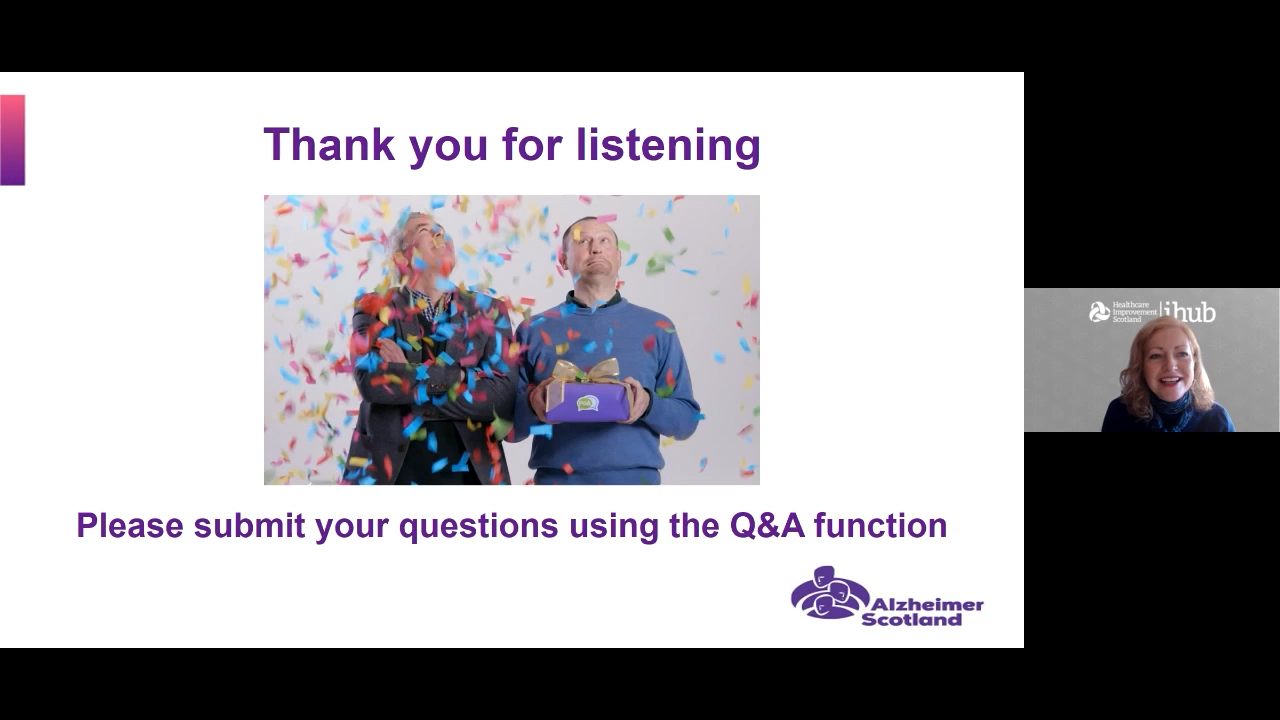 Thank you for listening
Please submit your questions using the Q&A function
Alzheimer
Scotland
Healthcare
Improvement
Scotland
ihub